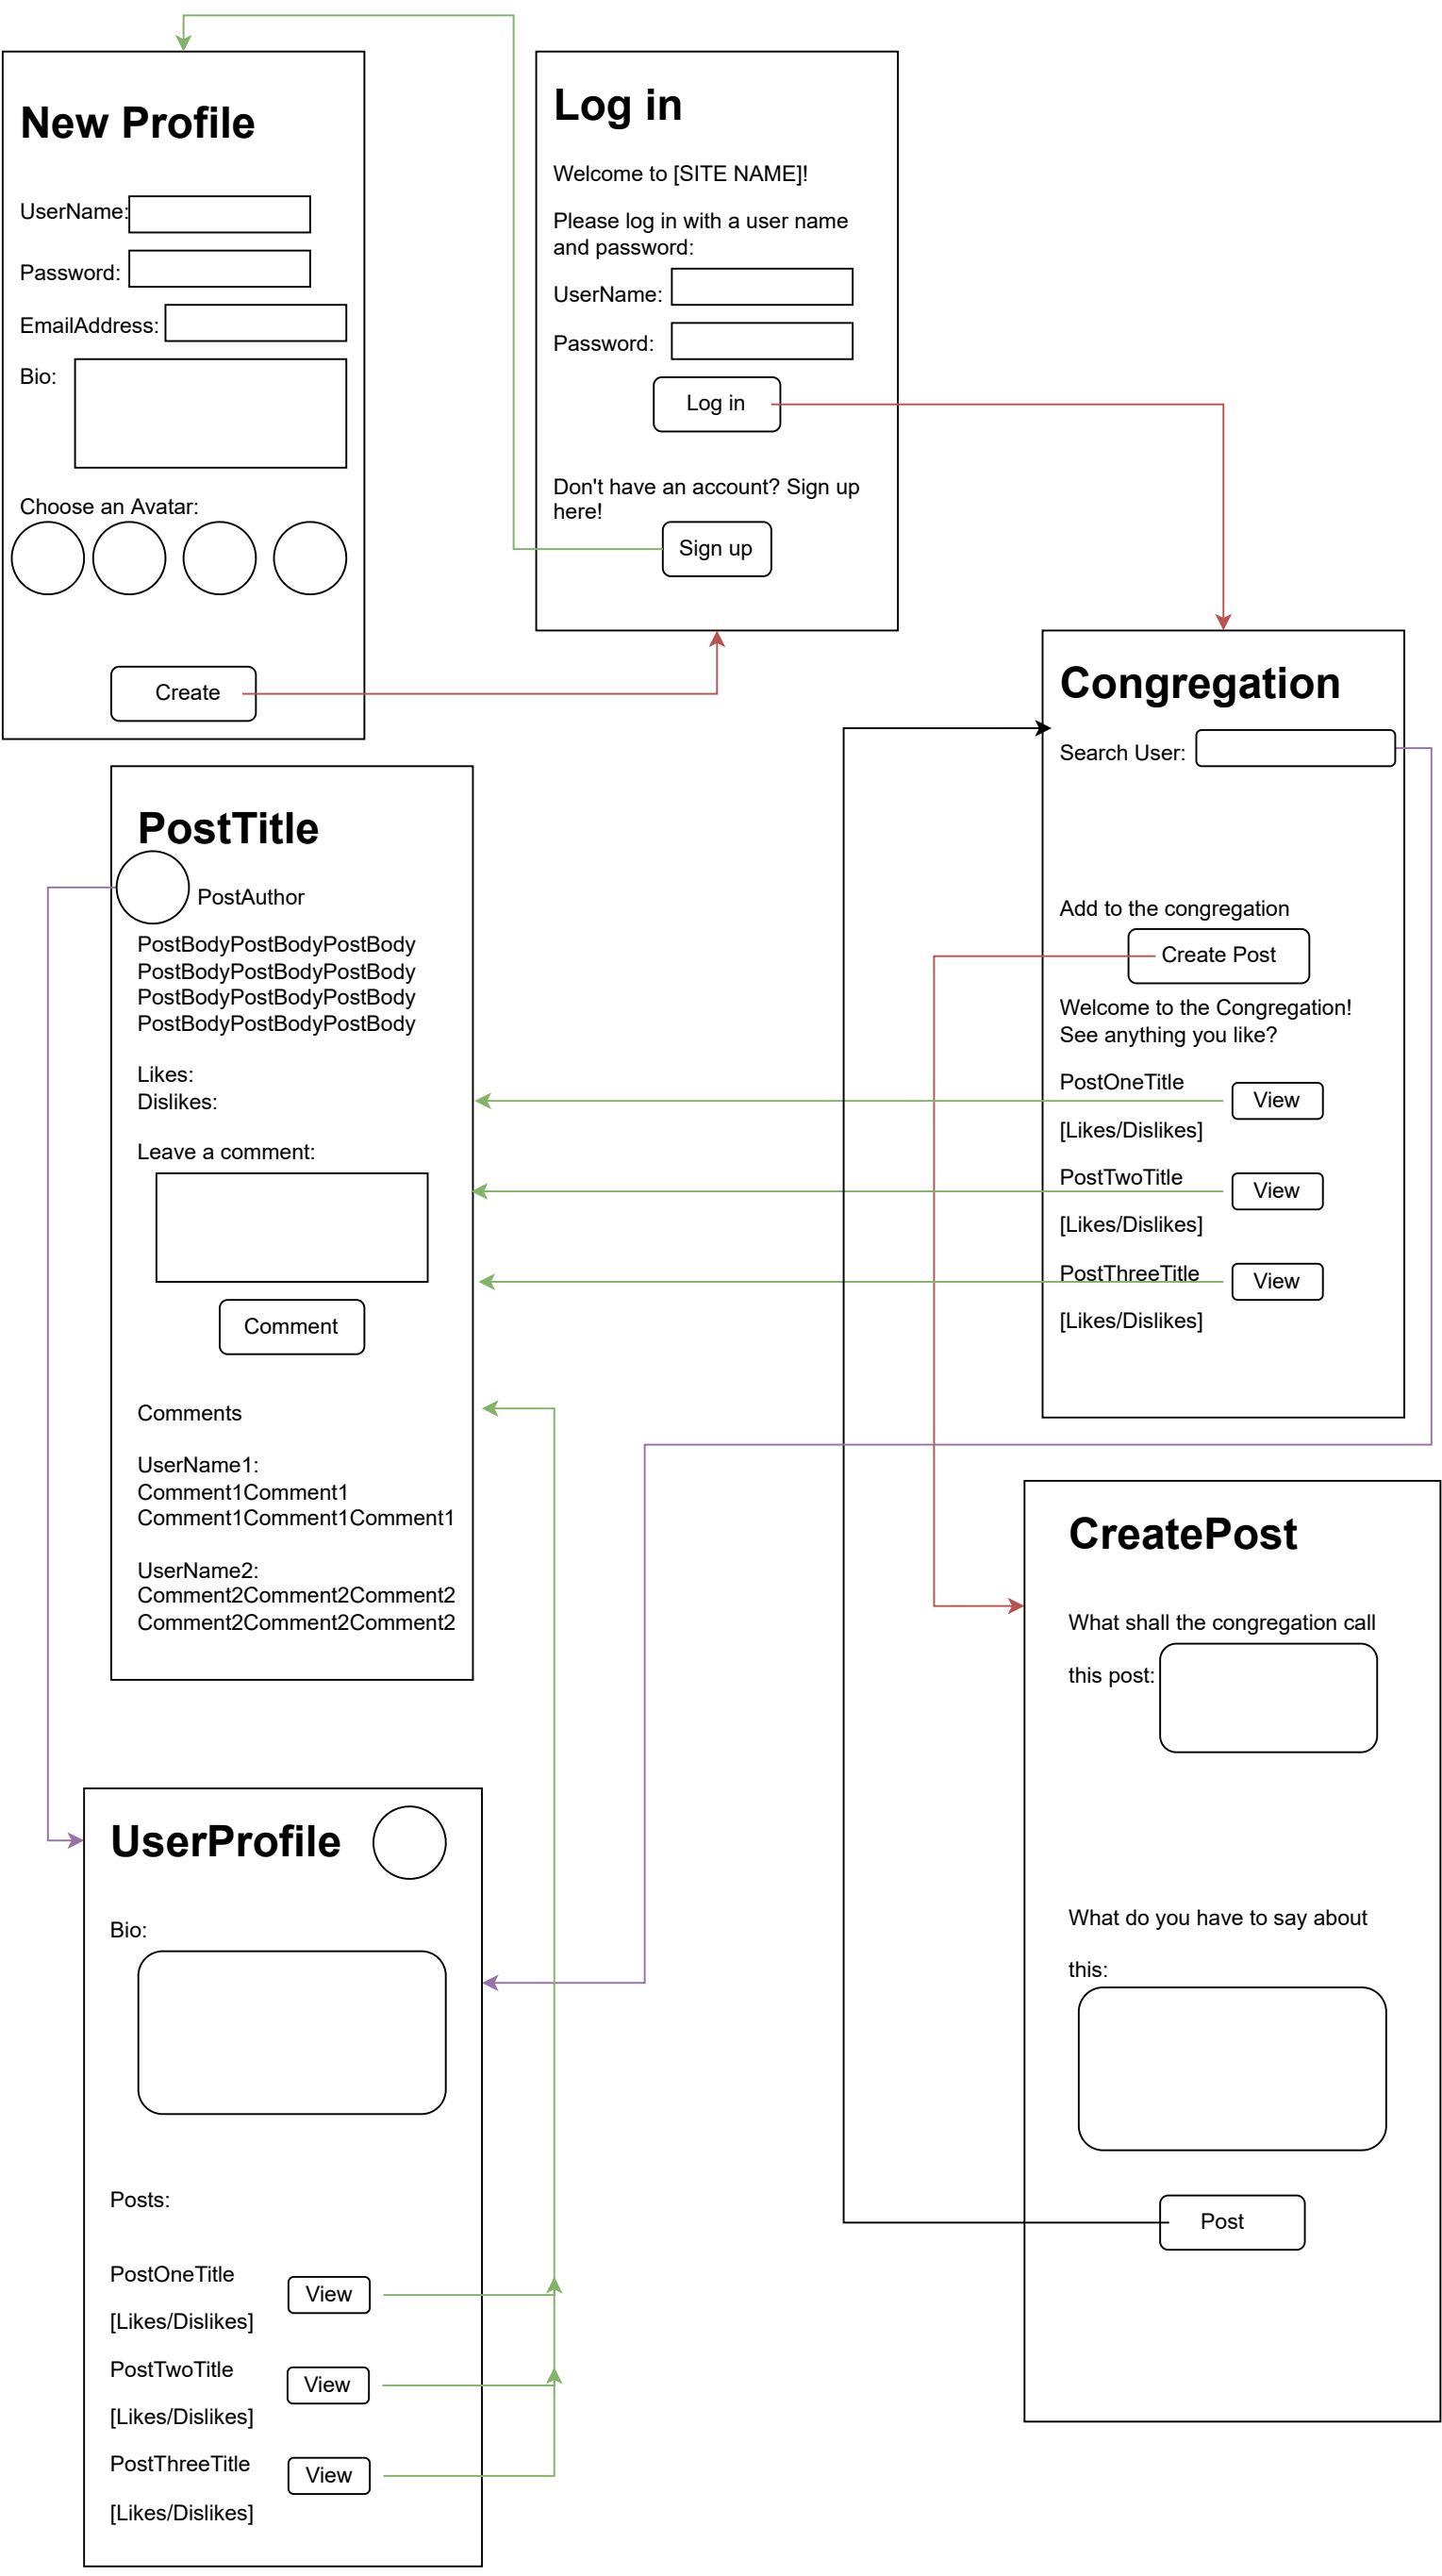 New Profile
UserName:
Password:
EmailAddress:
Bio:
Choose an Avatar:
Create
Log in
Welcome to [SITE NAME]!
Please log in with a user name
and password:
UserName:
Password:
Log in
Don't have an account? Sign up
here!
Sign up
Congregation
Search User:
Add to the congregation
Create Post
Welcome to the Congregation!
See anything you like?
PostOneTitle
View
[Likes/Dislikes]
PostTwoTitle
View
[Likes/Dislikes]
PostThreeTitle
View
[Likes/Dislikes]
PostTitle
PostAuthor
PostBodyPostBodyPostBody
PostBodyPostBodyPostBody
PostBodyPostBodyPostBody
PostBodyPostBodyPostBody
Likes:
Dislikes:
Leave a comment:
Comment
Comments
UserName1:
Comment1Comment1
Comment1Comment1Comment1
UserName2:
Comment2Comment2Comment2
Comment2Comment2Comment2
CreatePost
What shall the congregation call
this post:
What do you have to say about
this:
Post
UserProfile
Bio:
Posts:
PostOneTitle
View
[Likes/Dislikes]
PostTwoTitle
View
[Likes/Dislikes]
PostThreeTitle
View
[Likes/Dislikes]